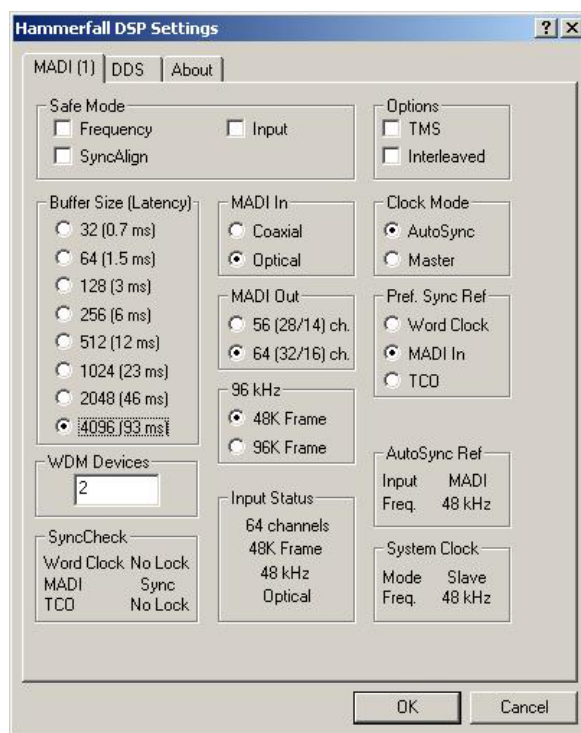 Hammerfall DSP Settings
MADI (1) DDS About
Safe Mode
Frequency Input
SyncAlign
Options
TMS
Interleaved
Buffer Size (Latency)
32 (0.7 ms)
64 (1.5 ms)
128 (3 ms)
256 (6 ms)
512 (12 ms)
1024 (23 ms)
2048 (46 ms)
4096 (93 ms)
WDM Devices
2
SyncCheck
Word Clock No Lock
MADI Sync
TCO No Lock
MADI In
Coaxial
Optical
MADI Out
56 (28/14) ch.
64 (32/16) ch.
96 kHz
48K Frame
96K Frame
Input Status
64 channels
48K Frame
48 kHz
Optical
Clock Mode
AutoSync
Master
Pref. Sync Ref
Word Clock
MADI In
TCO
AutoSync Ref
Input MADI
Freq. 48 kHz
System Clock
Mode Slave
Freq. 48 kHz
OK Cancel